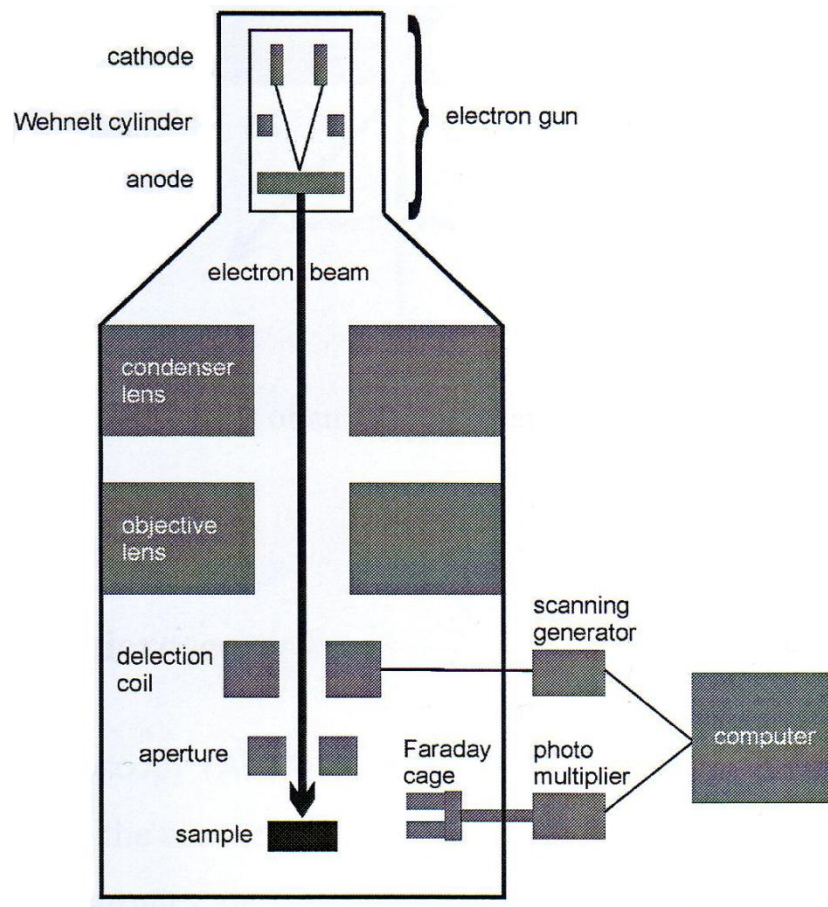 cathode
Wehnelt cylinder
electron gun
anode
electron beam
condenser
lens
objective
lens
scanning
generator
delection
coil
computer
aperture
Faraday
cage
photo
multiplier
sample